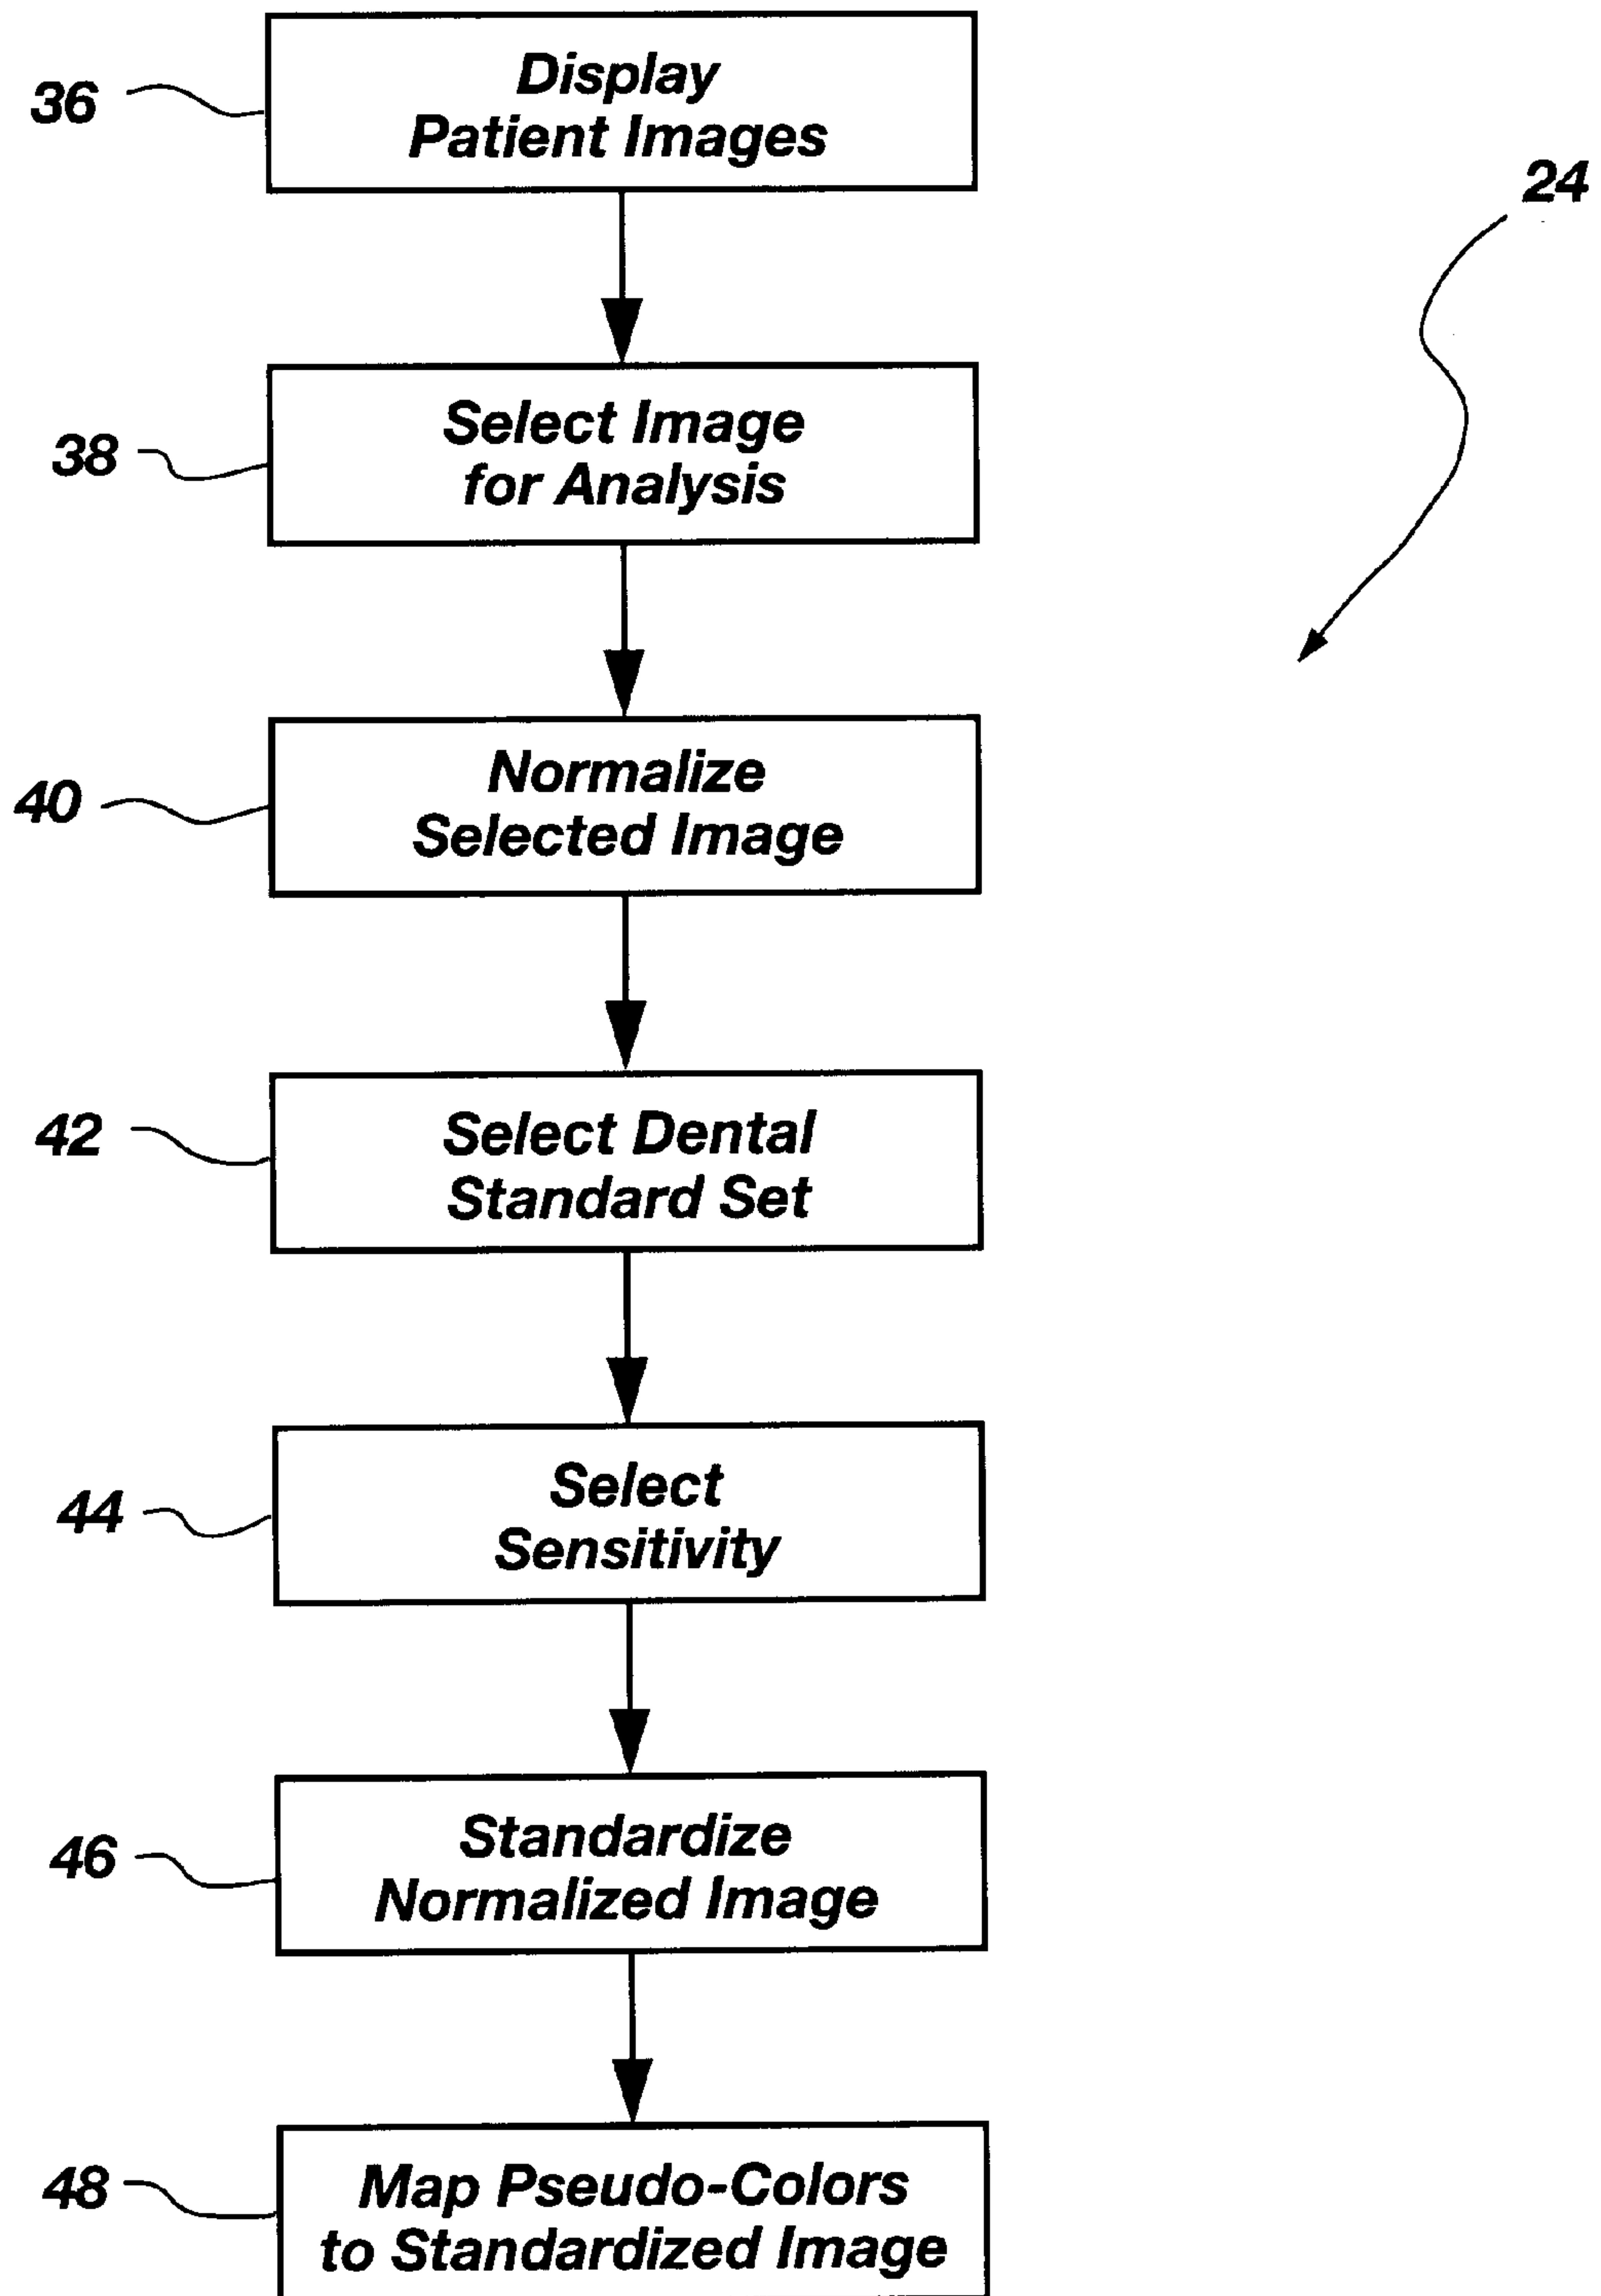 36
Display
Patient Images
24
38
Select Image
for Analysis
40
Normalize
Selected Image
42
Select Dental
Standard Set
44
Select
Sensitivity
46
Standardize
Normalized Image
48
Map Pseudo-Colors
to Standardized Image